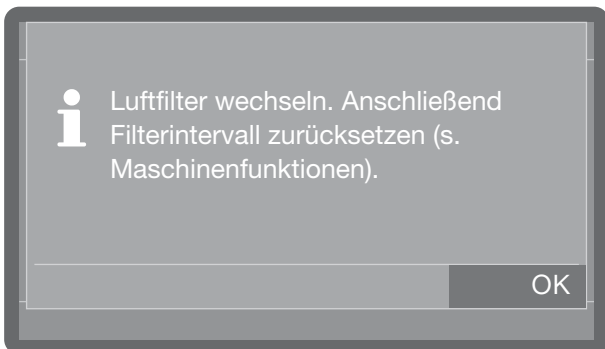 Luftfilter wechseln. Anschließend
Filterintervall zurücksetzen (s.
Maschinenfunktionen).
OK